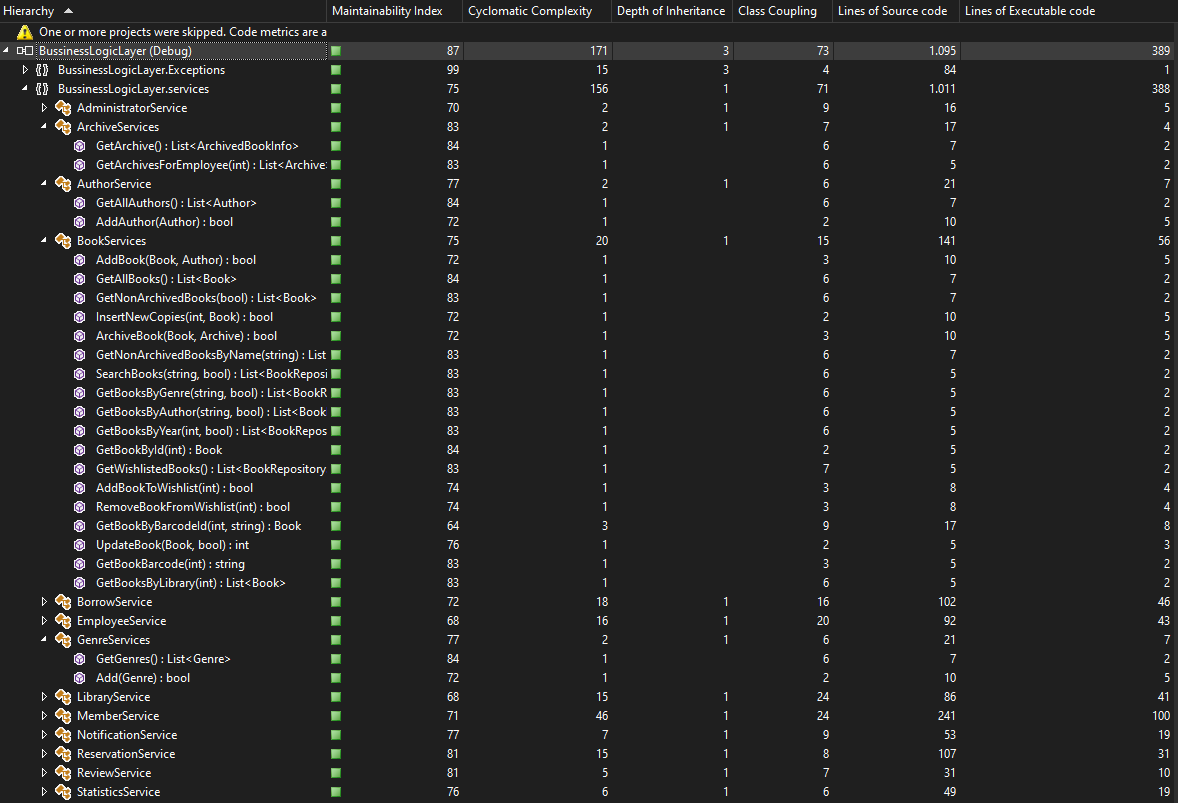 Hierarchy Maintainability Index Cyclomatic Complexity Depth of Inheritance Class Coupling Lines of Source code Lines of Executable code
One or more projects were skipped. Code metrics are a
BussinessLogicLayer (Debug) 87 171 3 73 1.095 389
BussinessLogicLayer.Exceptions 99 15 3 4 84 1
BussinessLogicLayer.services 75 156 1 71 1.011 388
AdministratorService 70 2 1 9 16 5
ArchiveServices 83 2 1 7 17 4
GetArchive() : List<ArchivedBookInfo> 84 1 6 7 2
GetArchivesForEmployee(int) : List<Archive 83 1 6 5 2
AuthorService 77 2 1 6 21 7
GetAllAuthors() : List<Author> 84 1 6 7 2
AddAuthor(Author) : bool 72 1 2 10 5
BookServices 75 20 1 15 141 56
AddBook(Book, Author) : bool 72 1 3 10 5
GetAllBooks() : List<Book> 84 1 6 7 2
GetNonArchivedBooks(bool) : List<Book> 83 1 6 7 2
InsertNewCopies(int, Book) : bool 72 1 2 10 5
ArchiveBook(Book, Archive) : bool 72 1 3 10 5
GetNonArchivedBooksByName(string) : List 83 1 6 7 2
SearchBooks(string, bool) : List<BookReposi 83 1 6 5 2
GetBooksByGenre(string, bool) : List<BookR 83 1 6 5 2
GetBooksByAuthor(string, bool) : List<Book 83 1 6 5 2
GetBooksByYear(int, bool) : List<BookRepos 83 1 6 5 2
GetBookById(int) : Book 84 1 2 5 2
GetWishlistedBooks() : List<BookRepository 83 1 7 5 2
AddBookToWishlist(int) : bool 74 1 3 8 4
RemoveBookFromWishlist(int) : bool 74 1 3 8 4
GetBookByBarcodeId(int, string) : Book 64 3 9 17 8
UpdateBook(Book, bool) : int 76 1 2 5 3
GetBookBarcode(int) : string 83 1 3 5 2
GetBooksByLibrary(int) : List<Book> 83 1 6 5 2
BorrowService 72 18 1 16 102 46
EmployeeService 68 16 1 20 92 43
GenreServices 77 2 1 6 21 7
GetGenres() : List<Genre> 84 1 6 7 2
Add(Genre) : bool 72 1 2 10 5
LibraryService 68 15 1 24 86 41
MemberService 71 46 1 24 241 100
NotificationService 77 7 1 9 53 19
ReservationService 81 15 1 8 107 31
ReviewService 81 5 1 7 31 10
StatisticsService 76 6 1 6 49 19